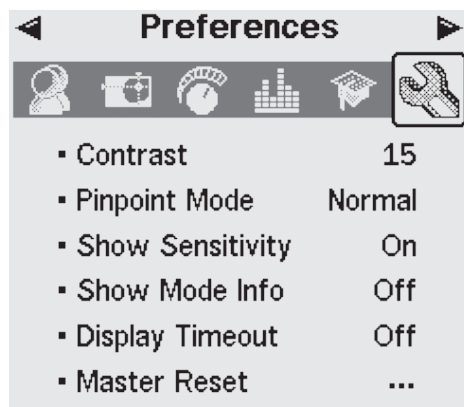 Preferences
Contrast 15
Pinpoint Mode Normal
Show Sensitivity On
Show Mode Info Off
Display Timeout Off
Master Reset ...